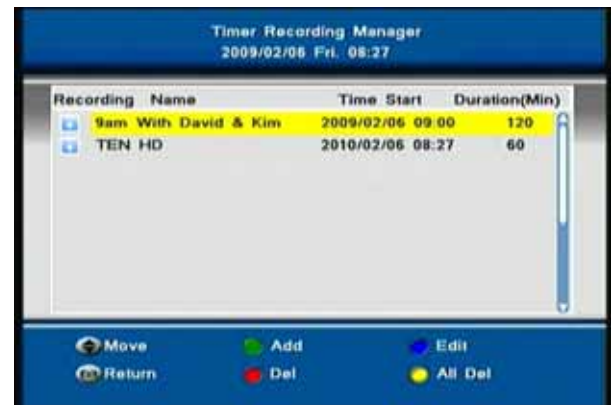 Timer Recording Manager
2009/02/06 Fri. 08:27
Recording Name Time Start Duration(Min)
9am With David & Kim 2009/02/06 09:00 120
TEN HD 2010/02/06 08:27 60
Move Add Edit
Return Del All Del